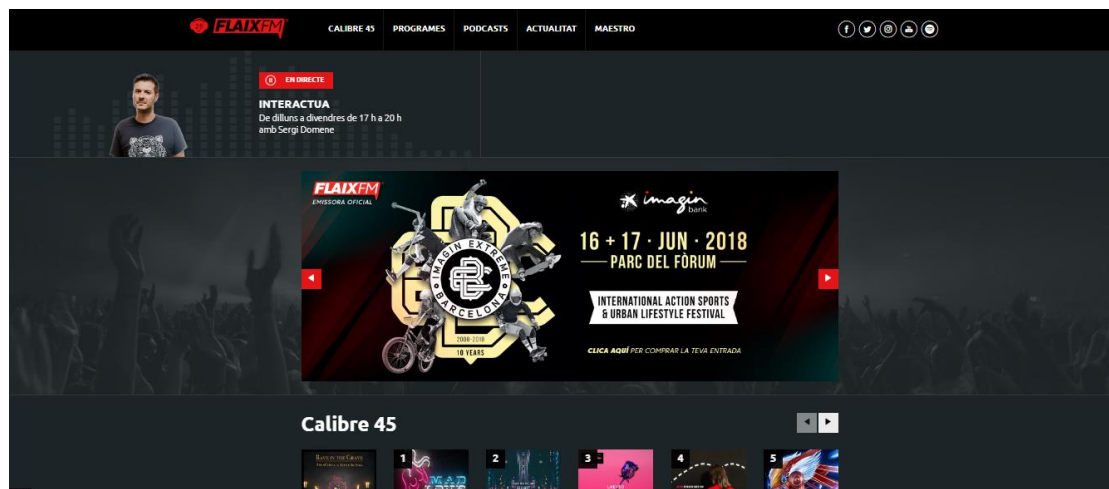 FLAIXFM
CALIBRE 45
PROGRAMES
PODCASTS
ACTUALITAT
MAESTRO
EN DIRECTE
INTERACTUA
De dilluns a divendres de 17 h a 20 h
amb Sergi Domene
FLAIXFM
EMISSORA OFICIAL
IMAGIN EXTREME
BARCELONA
2008-2018
10 YEARS
imagin
bank
16 + 17 · JUN · 2018
PARC DEL FÒRUM
INTERNATIONAL ACTION SPORTS
& URBAN LIFESTYLE FESTIVAL
CLICA AQUÍ PER COMPRAR LA TEVA ENTRADA
Calibre 45
1
2
3
4
5